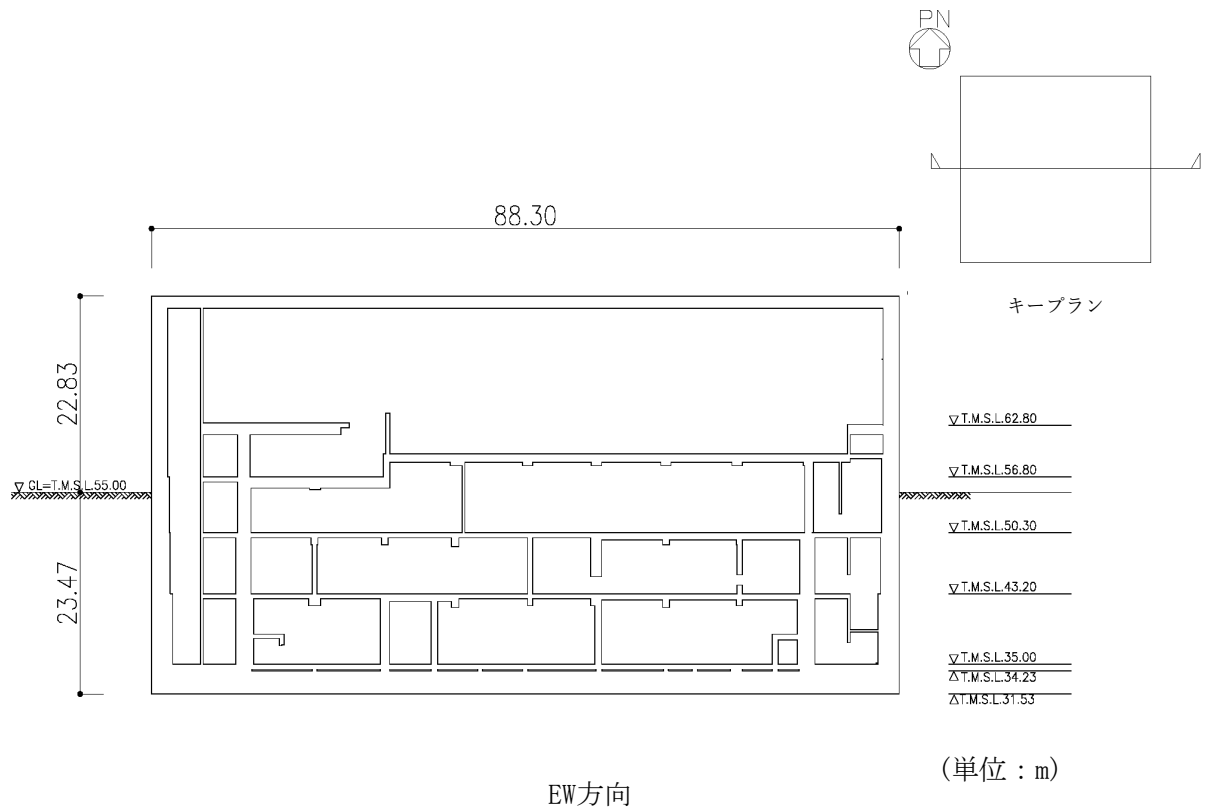 PN
キープラン
88.30
22.83
23.47
▽ GL=T.M.S.L.55.00
▽T.M.S.L.62.80
▽T.M.S.L.56.80
▽T.M.S.L.50.30
▽T.M.S.L.43.20
▽T.M.S.L.35.00
△T.M.S.L.34.23
△T.M.S.L.31.53
(単位：m)
EW方向